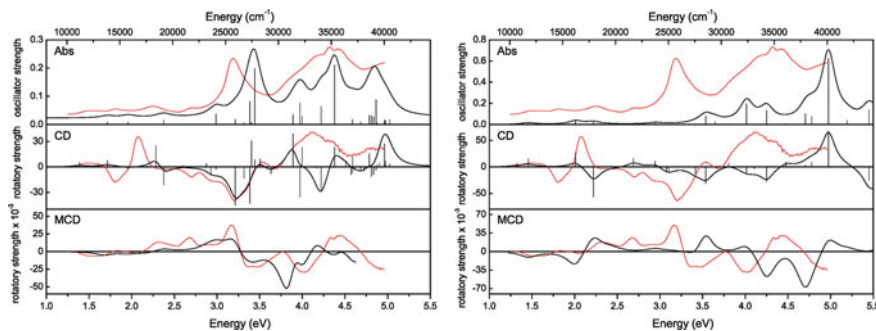 Energy (cm⁻¹)
10000 15000 20000 25000 30000 35000 40000
Abs
oscillator strength
0.3
0.2
0.1
0.0
CD
rotatory strength
30
0
-30
MCD
rotatory strength x 10⁻³
50
25
0
-25
-50
1.0 1.5 2.0 2.5 3.0 3.5 4.0 4.5 5.0 5.5
Energy (eV)
Energy (cm⁻¹)
10000 15000 20000 25000 30000 35000 40000
Abs
oscillator strength
0.8
0.6
0.4
0.2
0.0
CD
rotatory strength
50
0
-50
MCD
rotatory strength x 10⁻³
70
35
0
-35
-70
1.0 1.5 2.0 2.5 3.0 3.5 4.0 4.5 5.0 5.5
Energy (eV)